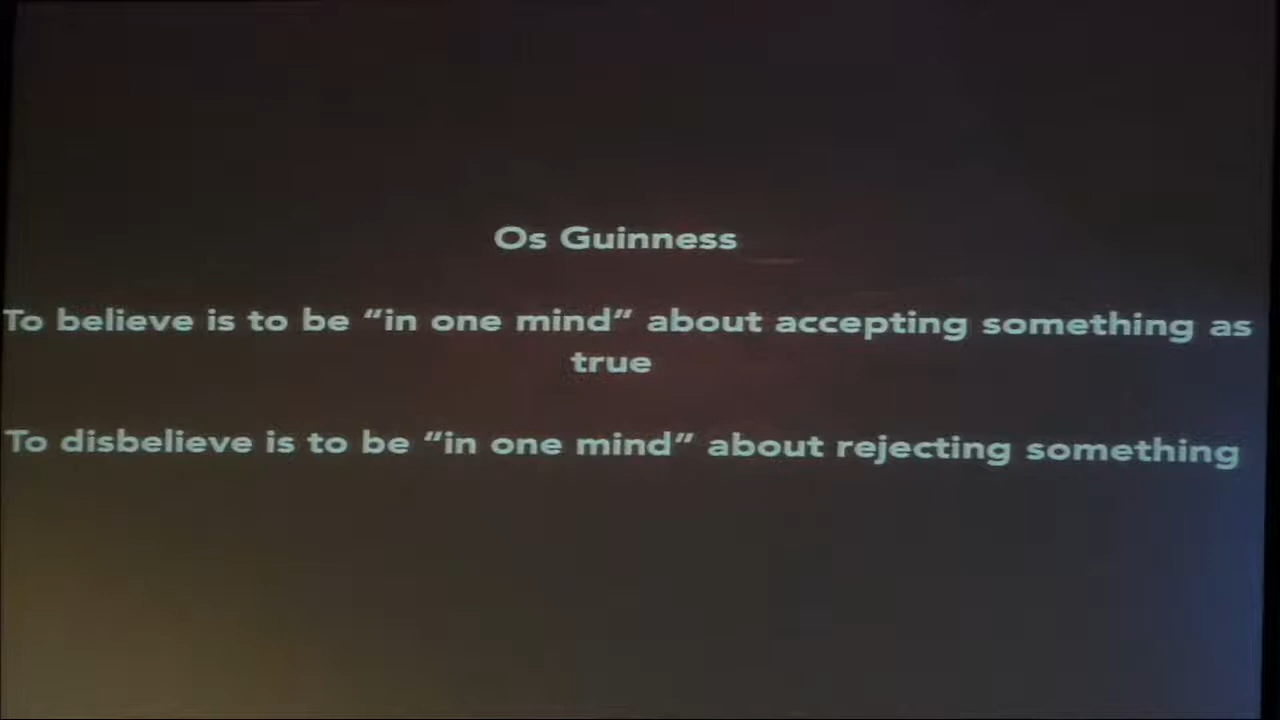 Os Guinness
To believe is to be “in one mind” about accepting something as
true
To disbelieve is to be “in one mind” about rejecting something